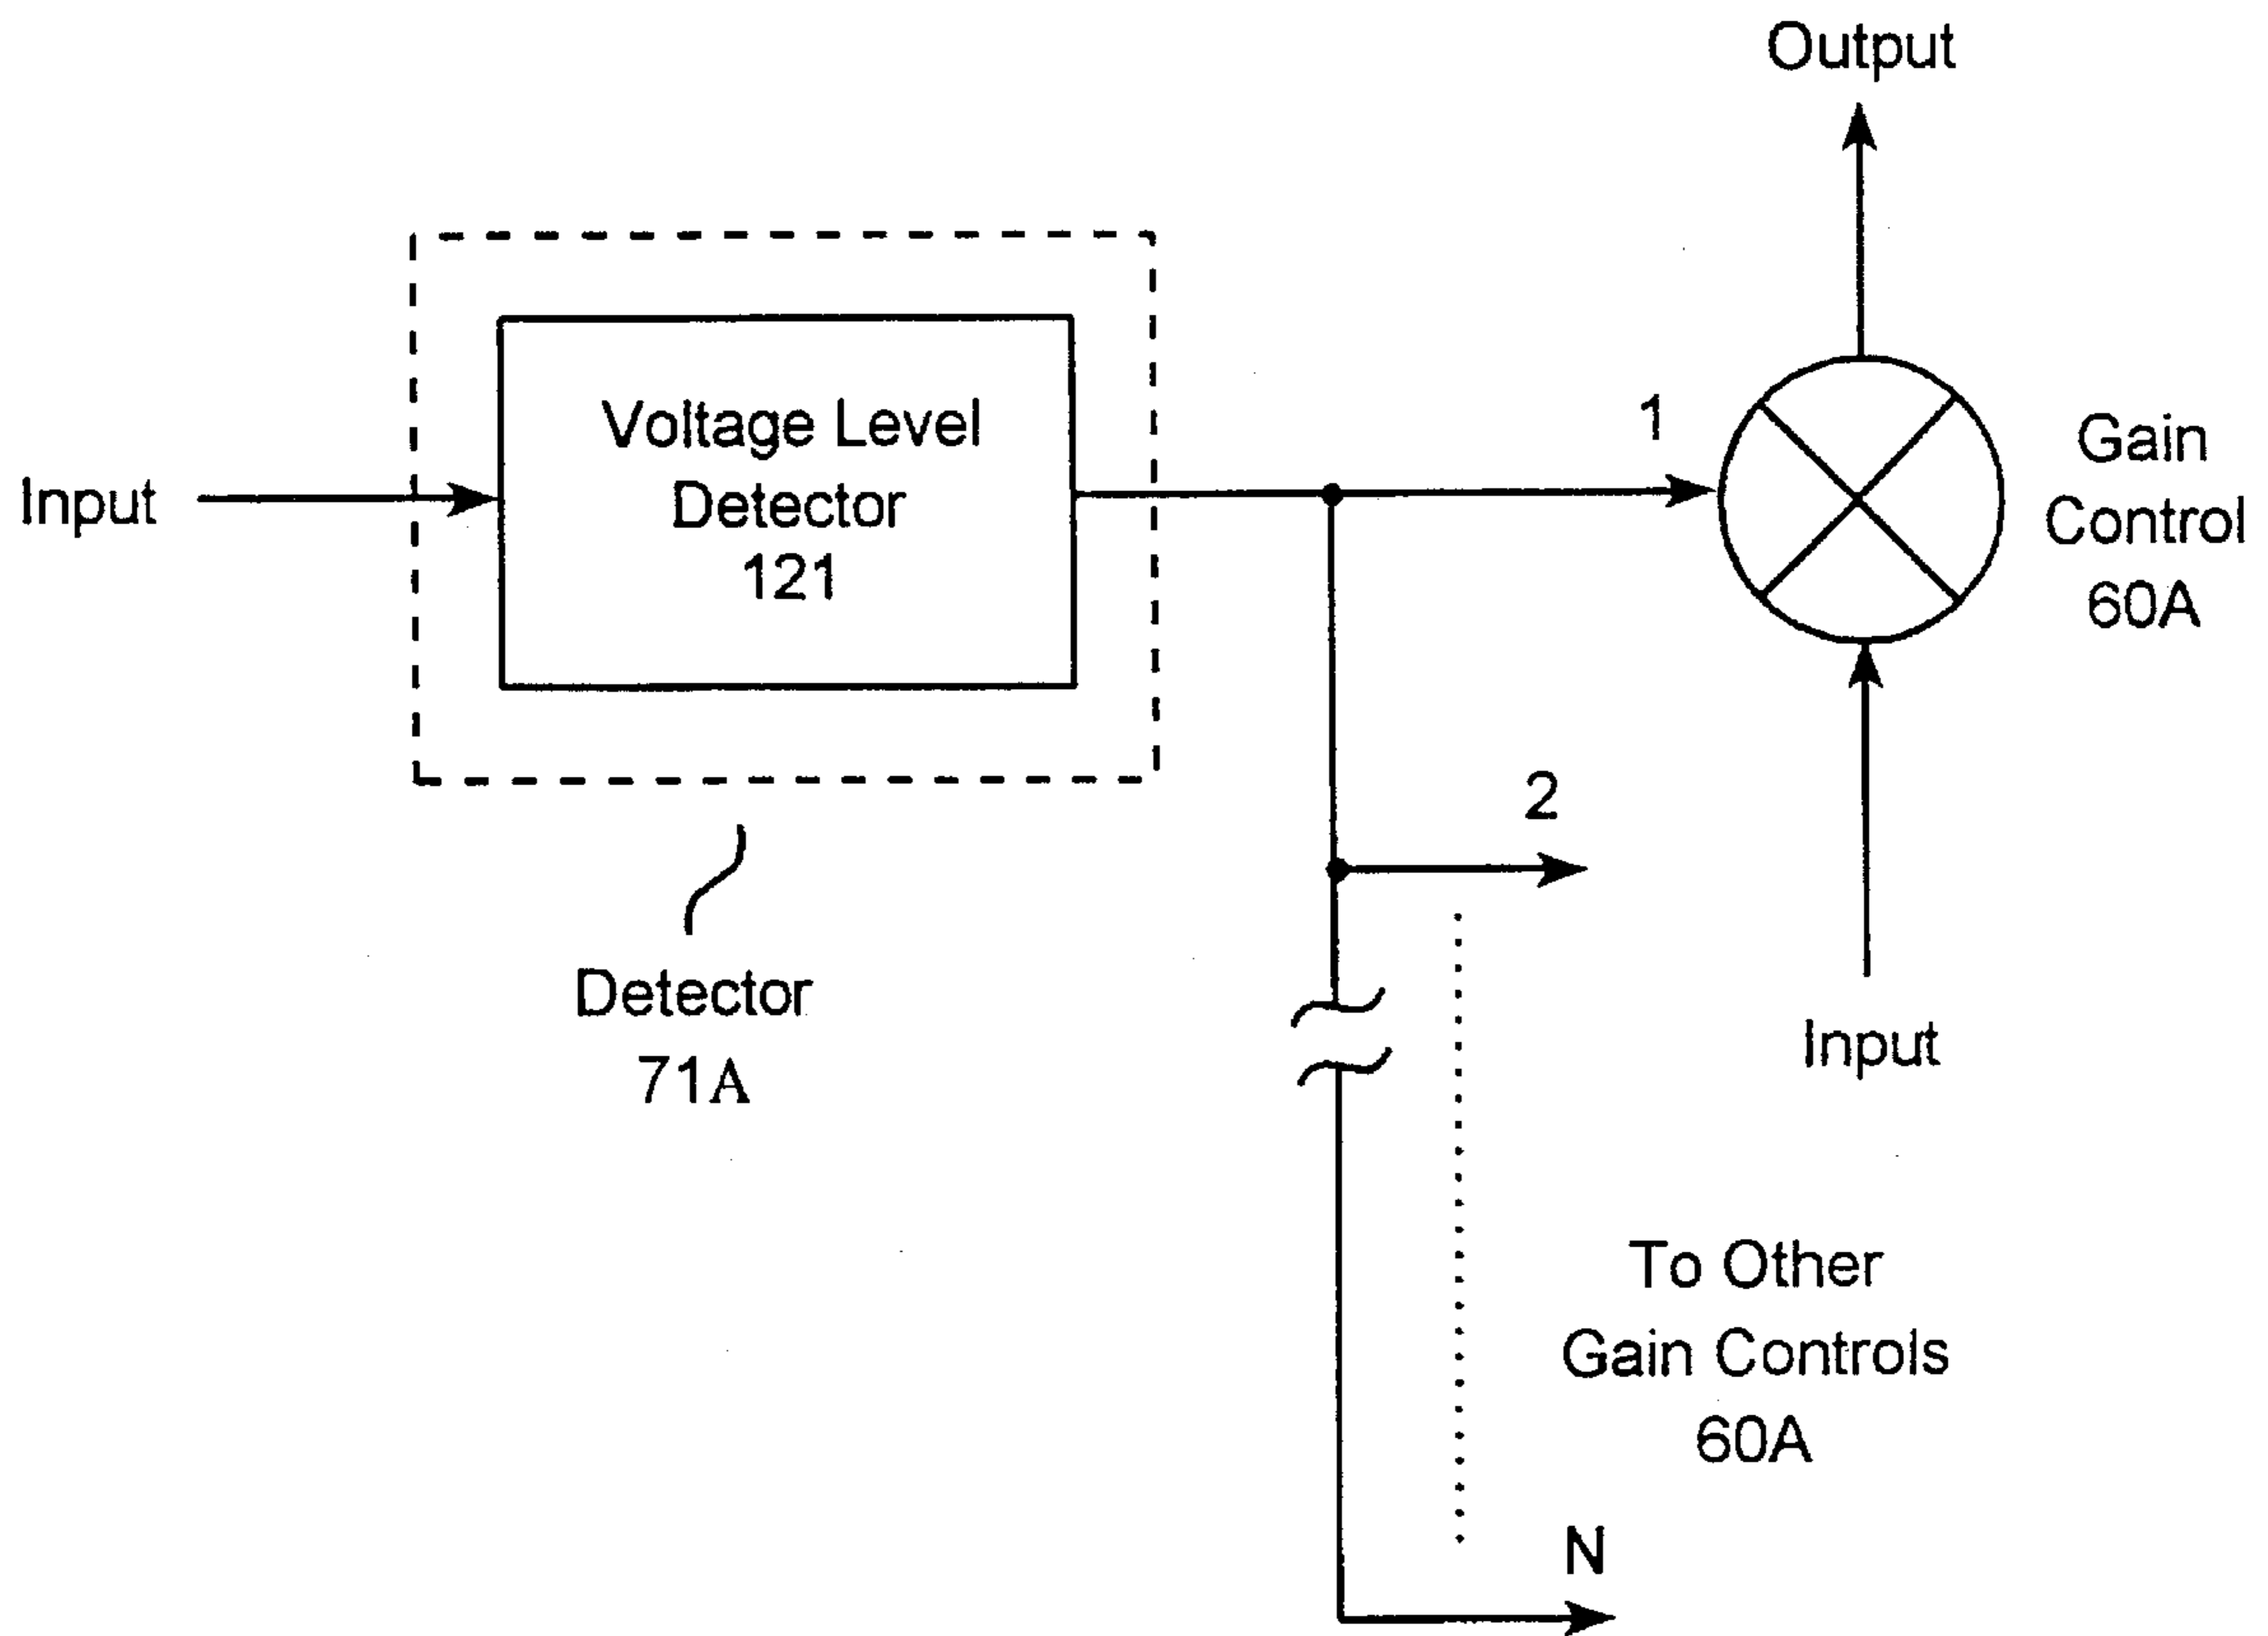 Output
Input
Voltage Level
Detector
121
1
Gain
Control
60A
2
Detector
71A
Input
To Other
Gain Controls
60A
N